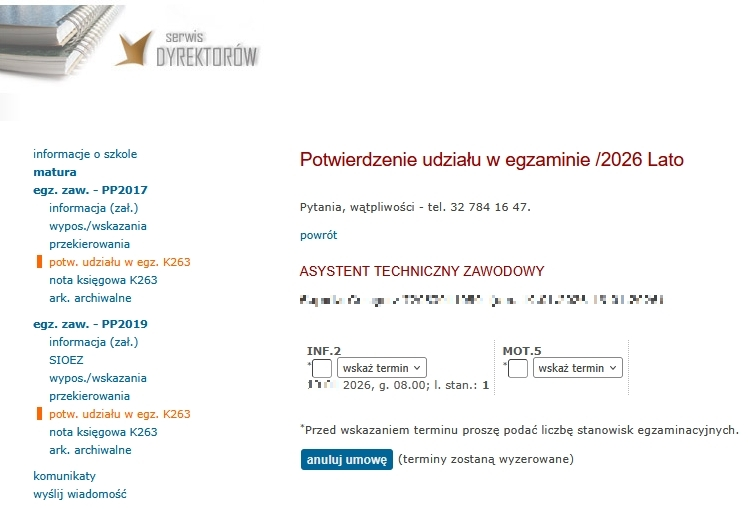 serwis
DYREKTORÓW
informacje o szkole
matura
egz. zaw. - PP2017
informacja (zał.)
wypos./wskazania
przekierowania
potw. udziału w egz. K263
nota księgowa K263
ark. archiwalne
egz. zaw. - PP2019
informacja (zał.)
SIOEZ
wypos./wskazania
przekierowania
potw. udziału w egz. K263
nota księgowa K263
ark. archiwalne
komunikaty
wyślij wiadomość
Potwierdzenie udziału w egzaminie /2026 Lato
Pytania, wątpliwości - tel. 32 784 16 47.
powrót
ASYSTENT TECHNICZNY ZAWODOWY
INF.2
* wskaż termin
2026, g. 08.00; l. stan.: 1
MOT.5
* wskaż termin
*Przed wskazaniem terminu proszę podać liczbę stanowisk egzaminacyjnych.
anuluj umowę (terminy zostaną wyzerowane)